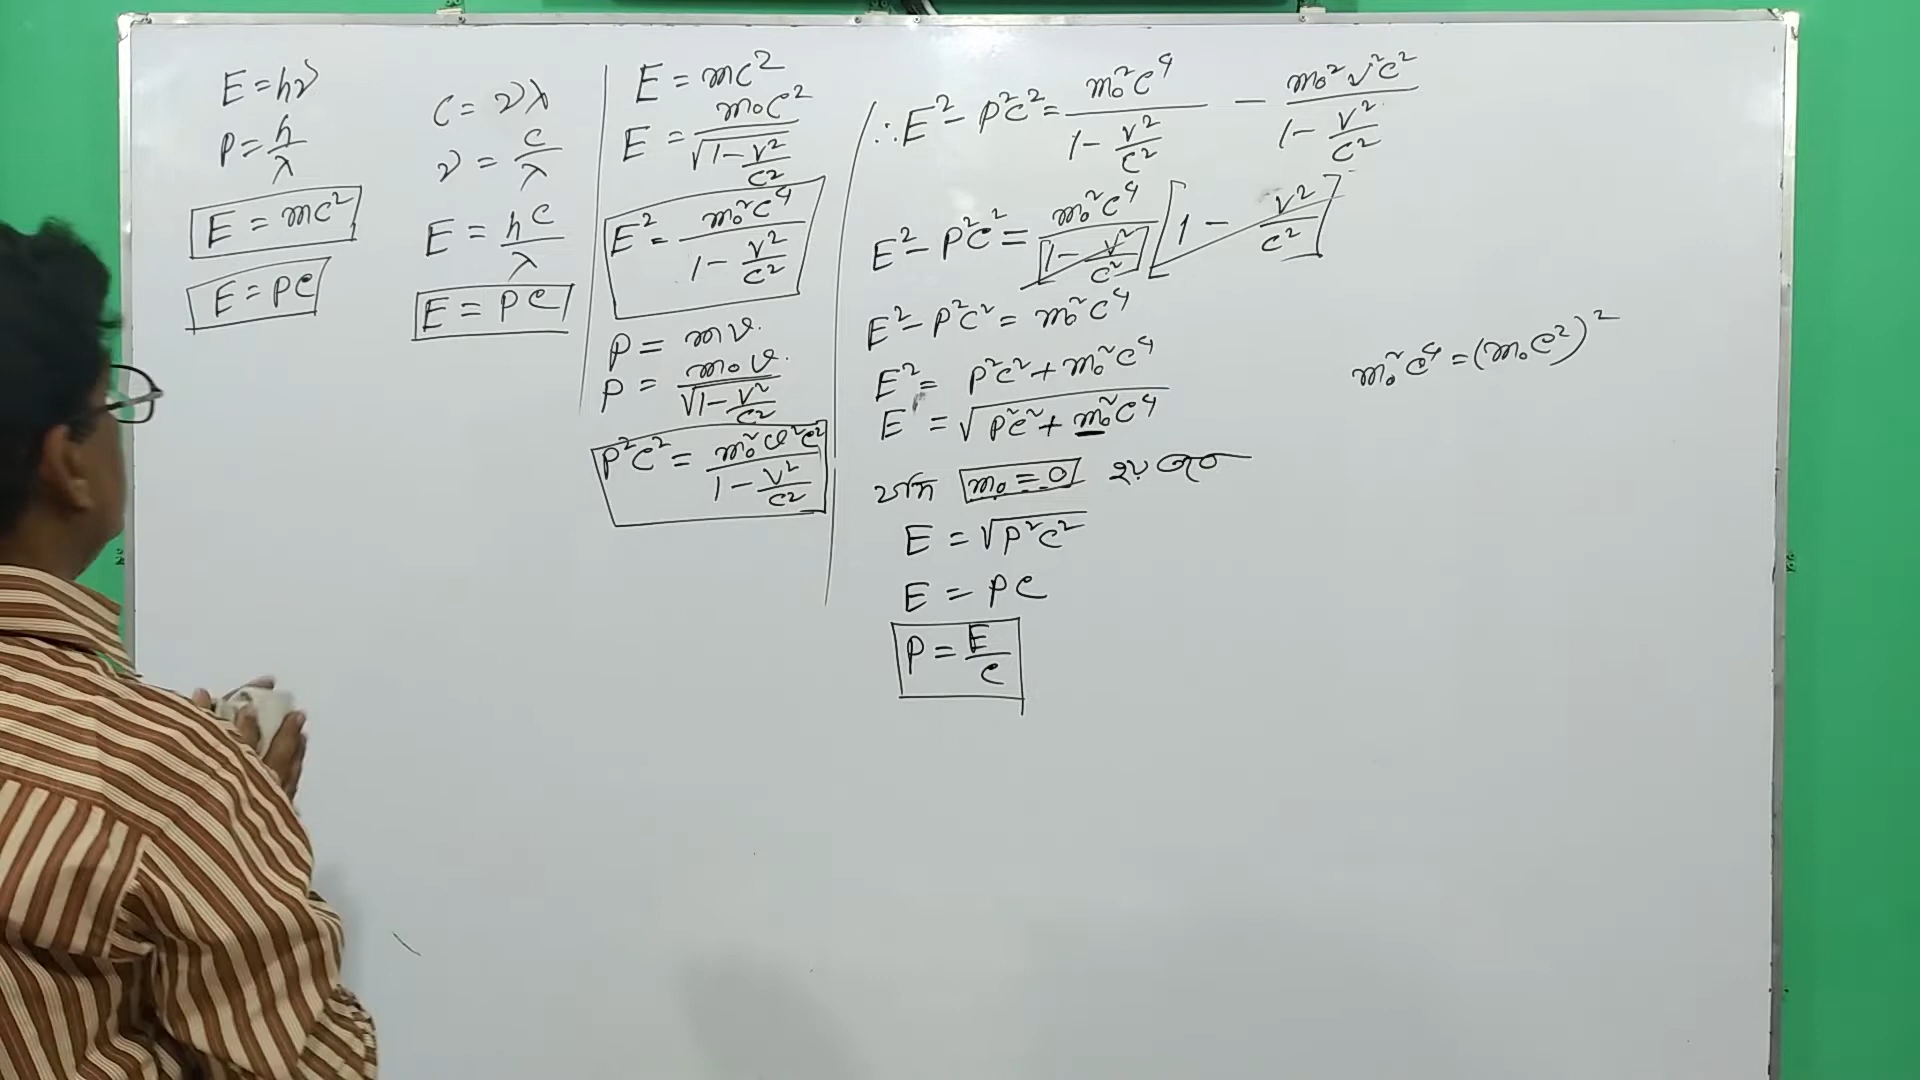 E = hν
P = h/λ
E = mc²
E = PC
C = νλ
ν = c/λ
E = hc/λ
E = PC
E = mc²
E = m₀c²/√(1 - v²/c²)
E² = m₀²c⁴/(1 - v²/c²)
P = mv.
P = m₀v./√(1 - v²/c²)
P²C² = m₀²v²c²/(1 - v²/c²)
∴ E² - P²C² = m₀²c⁴/(1 - v²/c²) - m₀²v²c²/(1 - v²/c²)
E² - P²C² = m₀²c⁴/(1 - v²/c²) [1 - v²/c²]
E² - P²C² = m₀²c⁴
E² = P²C² + m₀²c⁴
E = √(P²C² + m₀²c⁴)
যদি m₀ = 0 হয় তবে
E = √(P²C²)
E = PC
P = E/C
m₀²c⁴ = (m₀c²)²